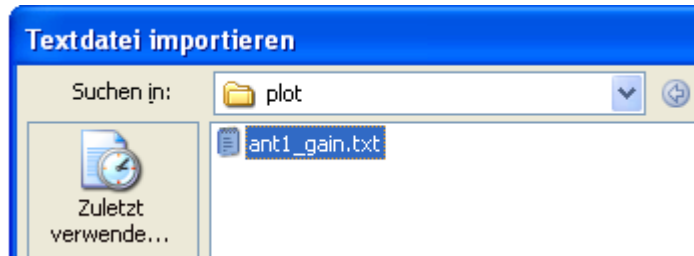 Textdatei importieren
Suchen in: plot
ant1_gain.txt
Zuletzt
verwende...